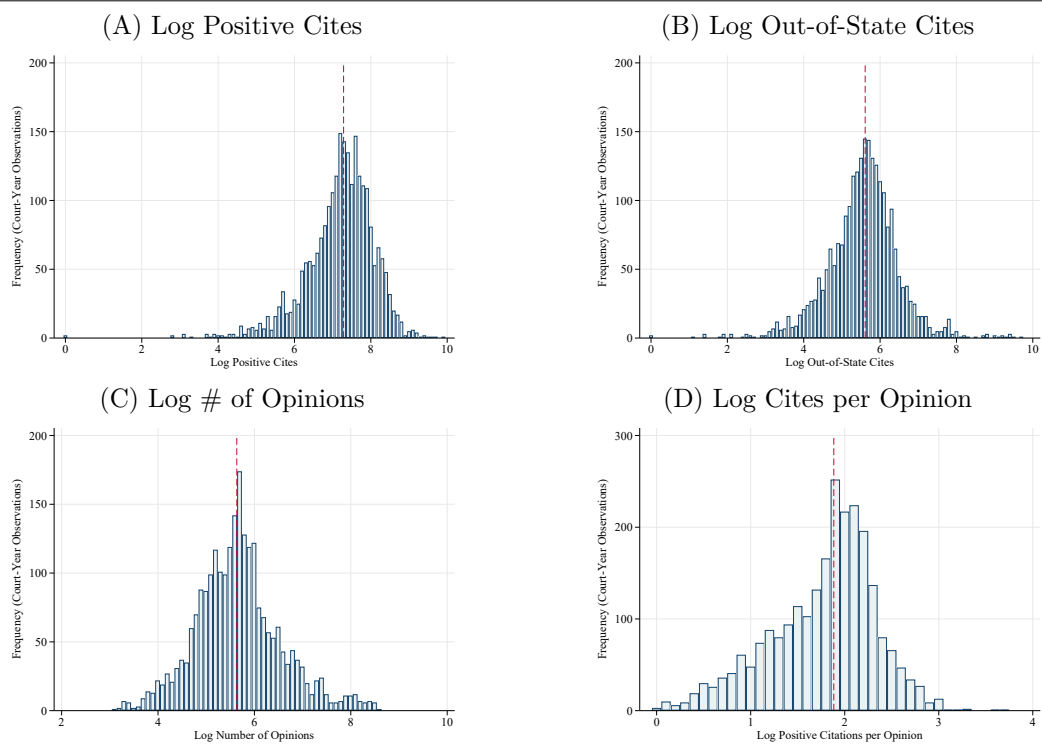 (A) Log Positive Cites
Frequency (Court-Year Observations)
200
150
100
50
0
0 2 4 6 8 10
Log Positive Cites
(B) Log Out-of-State Cites
Frequency (Court-Year Observations)
200
150
100
50
0
0 2 4 6 8 10
Log Out-of-State Cites
(C) Log # of Opinions
Frequency (Court-Year Observations)
200
150
100
50
0
2 4 6 8 10
Log Number of Opinions
(D) Log Cites per Opinion
Frequency (Court-Year Observations)
300
200
100
0
0 1 2 3 4
Log Positive Citations per Opinion